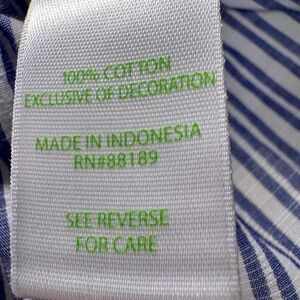 100% COTTON
EXCLUSIVE OF DECORATION
MADE IN INDONESIA
RN#88189
SEE REVERSE
FOR CARE